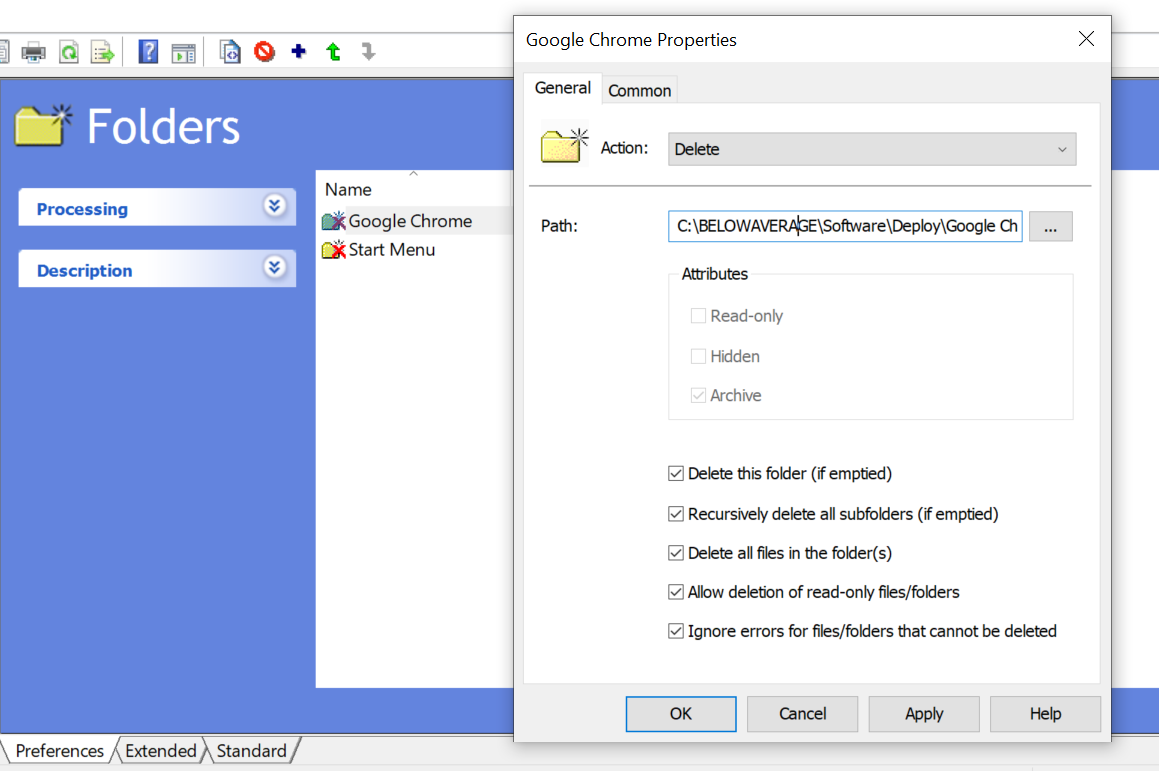 Google Chrome Properties
Folders
Processing
Description
Name
Google Chrome
Start Menu
General
Common
Action:
Delete
Path:
C:\BELOWAVERAGE\Software\Deploy\Google Ch
...
Attributes
Read-only
Hidden
Archive
Delete this folder (if emptied)
Recursively delete all subfolders (if emptied)
Delete all files in the folder(s)
Allow deletion of read-only files/folders
Ignore errors for files/folders that cannot be deleted
OK
Cancel
Apply
Help
Preferences
Extended
Standard